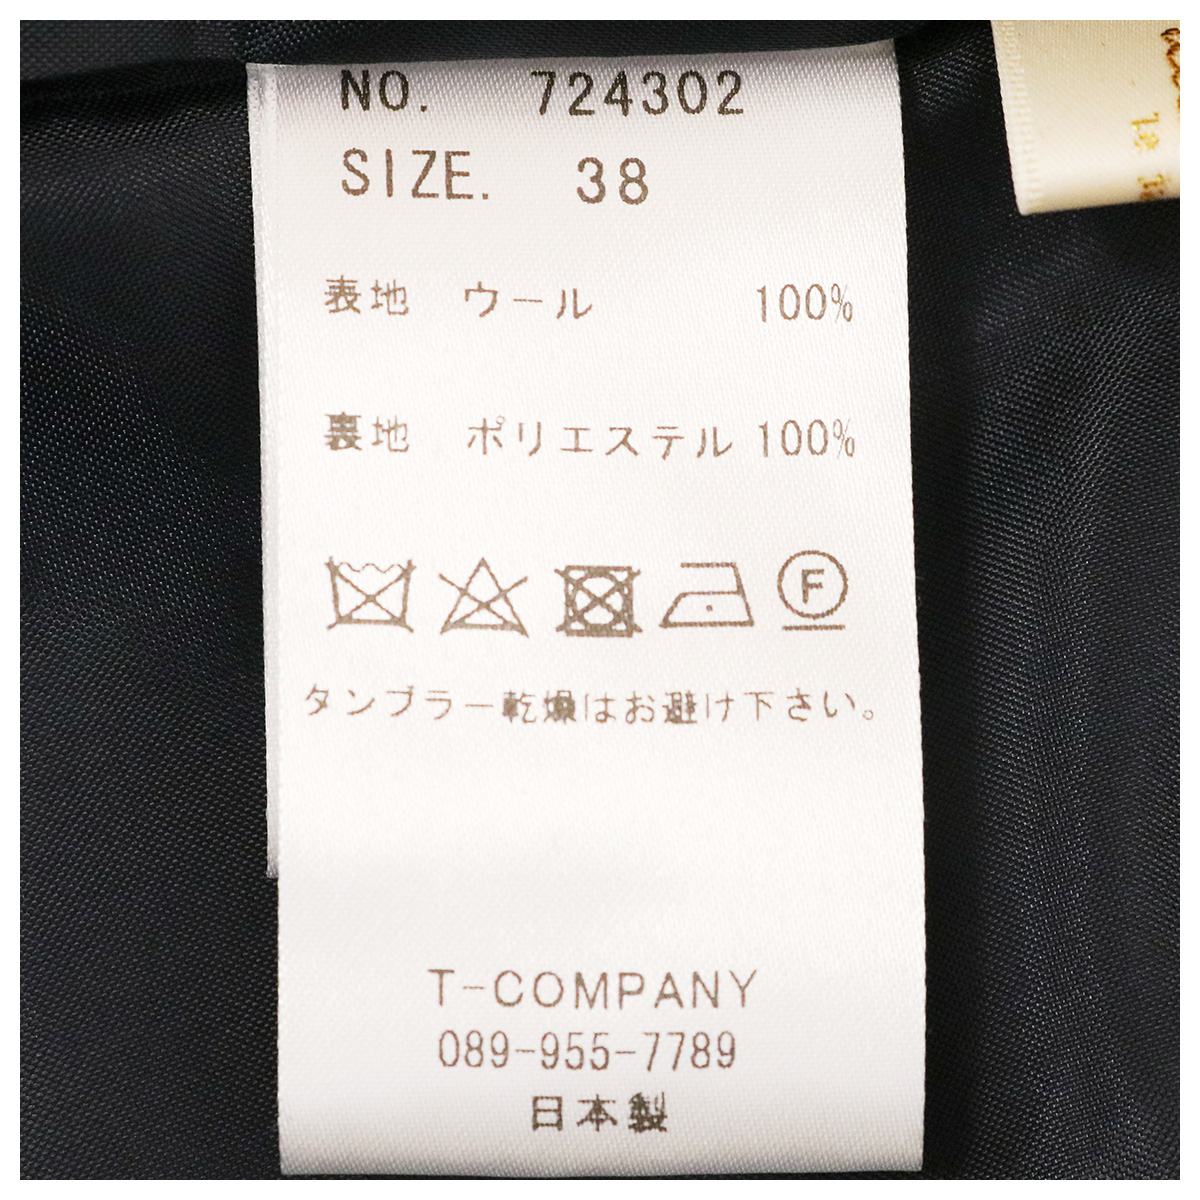 NO. 724302
SIZE. 38
表地 ウール 100%
裏地 ポリエステル 100%
F
タンブラー乾燥はお避け下さい。
T-COMPANY
089-955-7789
日本製